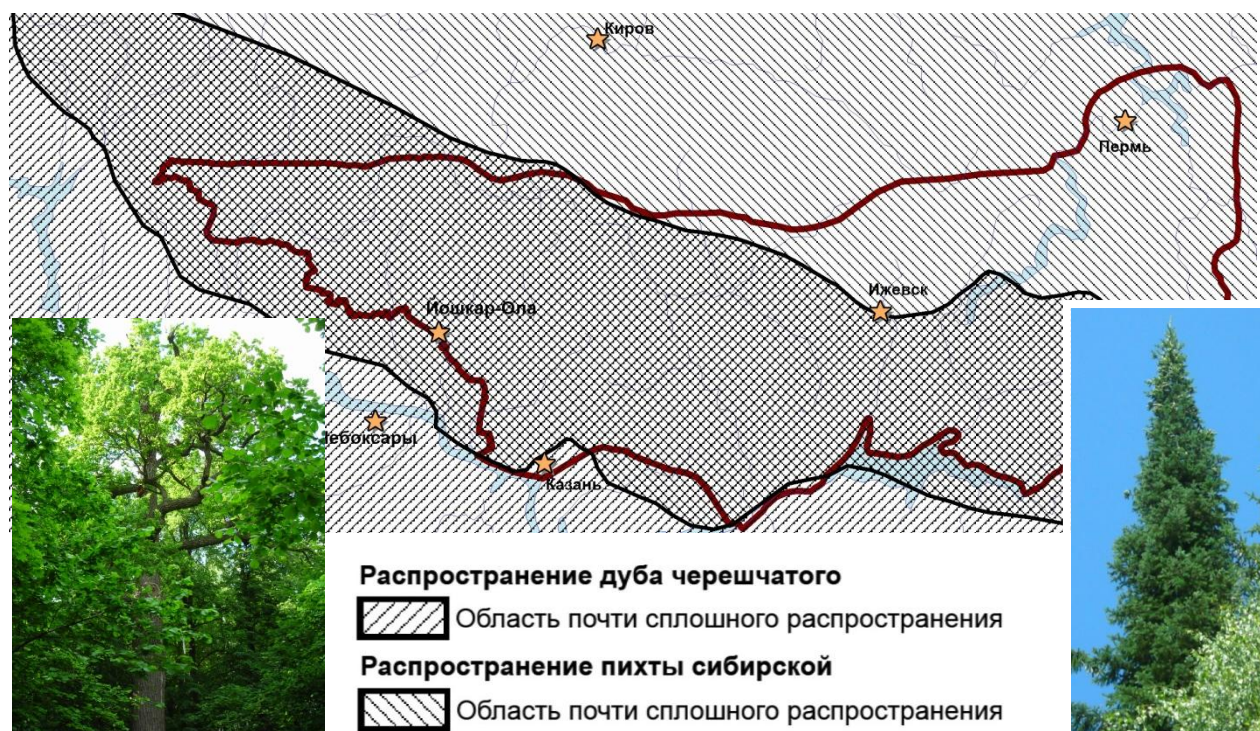 Киров
Пермь
Ижевск
Йошкар-Ола
Чебоксары
Казань
Распространение дуба черешчатого
Область почти сплошного распространения
Распространение пихты сибирской
Область почти сплошного распространения